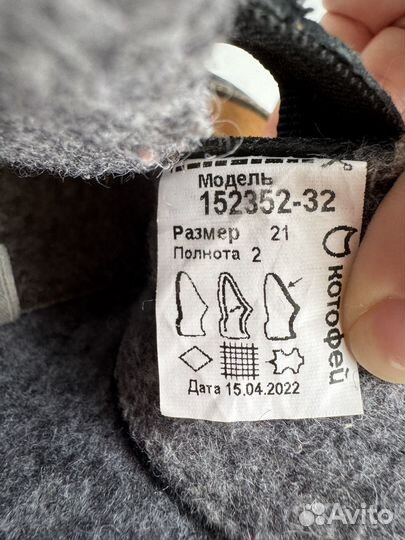 Модель
152352-32
Размер 21
Полнота 2
котофей
Дата 15.04.2022
Avito